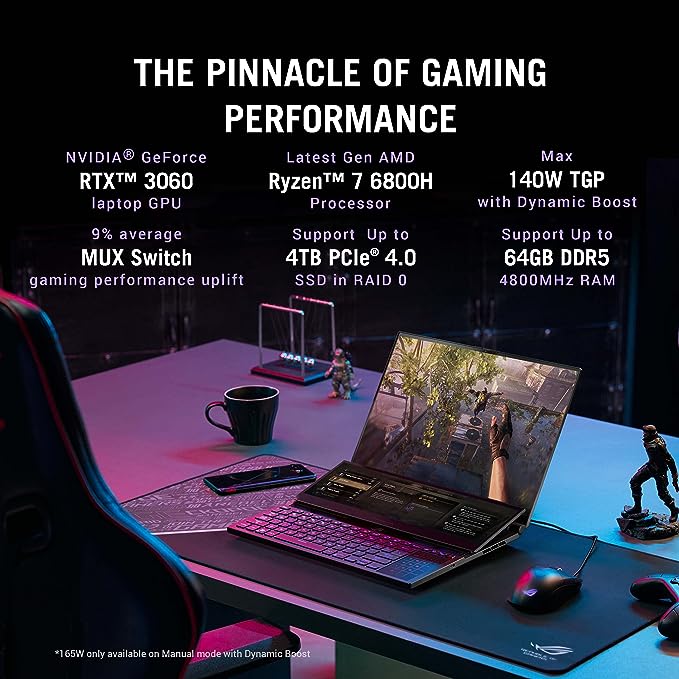 THE PINNACLE OF GAMING
PERFORMANCE
NVIDIA® GeForce
RTX™ 3060
laptop GPU
Latest Gen AMD
Ryzen™ 7 6800H
Processor
Max
140W TGP
with Dynamic Boost
9% average
MUX Switch
gaming performance uplift
Support Up to
4TB PCIe® 4.0
SSD in RAID 0
Support Up to
64GB DDR5
4800MHz RAM
*165W only available on Manual mode with Dynamic Boost